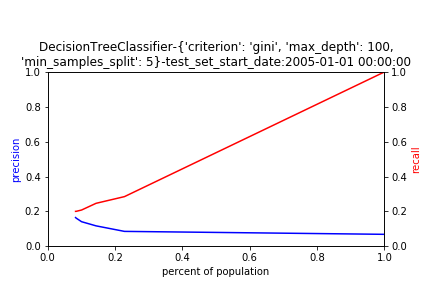 DecisionTreeClassifier-{'criterion': 'gini', 'max_depth': 100,
'min_samples_split': 5}-test_set_start_date:2005-01-01 00:00:00
1.0
0.8
0.6
0.4
0.2
0.0
precision
1.0
0.8
0.6
0.4
0.2
0.0
recall
0.0 0.2 0.4 0.6 0.8 1.0
percent of population